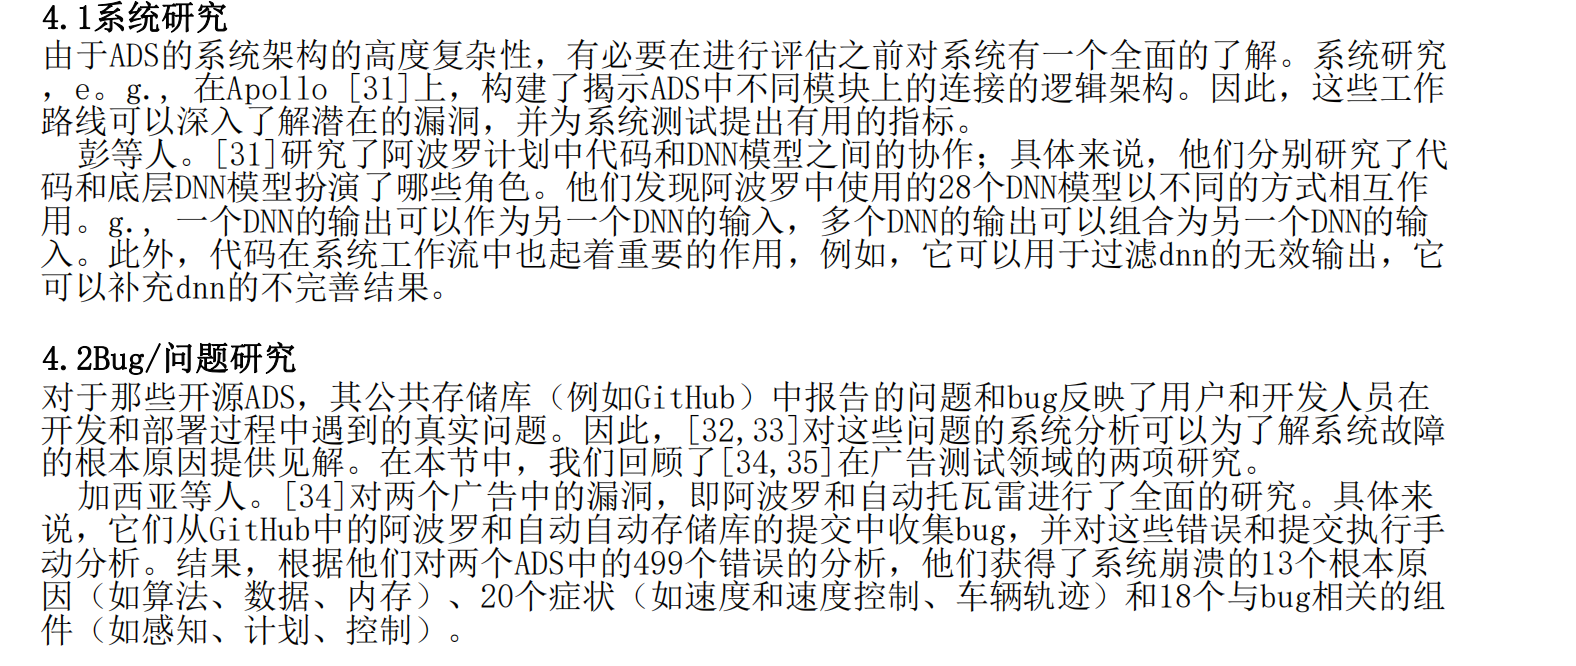 4.1系统研究
由于ADS的系统架构的高度复杂性，有必要在进行评估之前对系统有一个全面的了解。系统研究
，e。g.，在Apollo [31]上，构建了揭示ADS中不同模块上的连接的逻辑架构。因此，这些工作
路线可以深入了解潜在的漏洞，并为系统测试提出有用的指标。
彭等人。[31]研究了阿波罗计划中代码和DNN模型之间的协作；具体来说，他们分别研究了代
码和底层DNN模型扮演了哪些角色。他们发现阿波罗中使用的28个DNN模型以不同的方式相互作
用。g.，一个DNN的输出可以作为另一个DNN的输入，多个DNN的输出可以组合为另一个DNN的输
入。此外，代码在系统工作流中也起着重要的作用，例如，它可以用于过滤dnn的无效输出，它
可以补充dnn的不完善结果。
4.2Bug/问题研究
对于那些开源ADS，其公共存储库（例如GitHub）中报告的问题和bug反映了用户和开发人员在
开发和部署过程中遇到的真实问题。因此，[32,33]对这些问题的系统分析可以为了解系统故障
的根本原因提供见解。在本节中，我们回顾了[34,35]在广告测试领域的两项研究。
加西亚等人。[34]对两个广告中的漏洞，即阿波罗和自动托瓦雷进行了全面的研究。具体来
说，它们从GitHub中的阿波罗和自动自动存储库的提交中收集bug，并对这些错误和提交执行手
动分析。结果，根据他们对两个ADS中的499个错误的分析，他们获得了系统崩溃的13个根本原
因（如算法、数据、内存）、20个症状（如速度和速度控制、车辆轨迹）和18个与bug相关的组
件（如感知、计划、控制）。